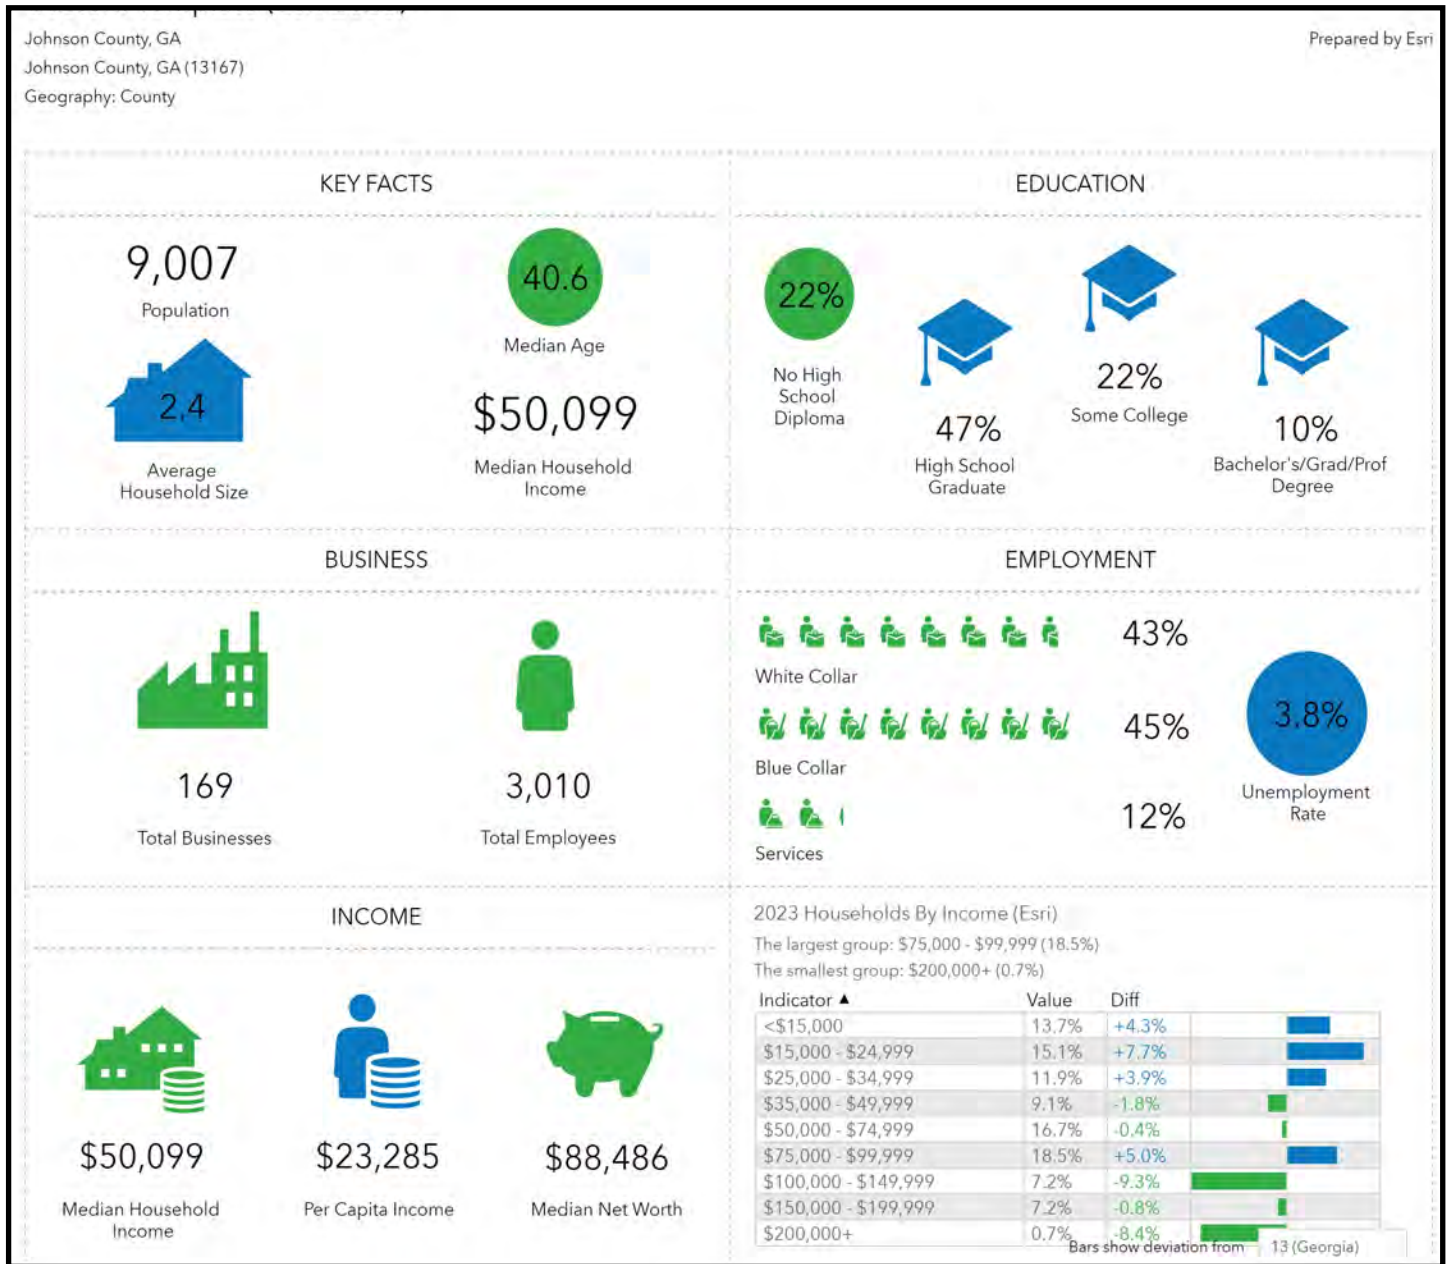 Johnson County, GA
Prepared by Esri
Johnson County, GA (13167)
Geography: County
KEY FACTS
9,007
Population
40.6
Median Age
2.4
Average
Household Size
$50,099
Median Household
Income
EDUCATION
22%
No High
School
Diploma
47%
High School
Graduate
22%
Some College
10%
Bachelor's/Grad/Prof
Degree
BUSINESS
169
Total Businesses
3,010
Total Employees
EMPLOYMENT
43%
White Collar
45%
Blue Collar
12%
Services
3.8%
Unemployment
Rate
INCOME
$50,099
Median Household
Income
$23,285
Per Capita Income
$88,486
Median Net Worth
2023 Households By Income (Esri)
The largest group: $75,000 - $99,999 (18.5%)
The smallest group: $200,000+ (0.7%)
Indicator ▲ Value Diff
<$15,000 13.7% +4.3%
$15,000 - $24,999 15.1% +7.7%
$25,000 - $34,999 11.9% +3.9%
$35,000 - $49,999 9.1% -1.8%
$50,000 - $74,999 16.7% -0.4%
$75,000 - $99,999 18.5% +5.0%
$100,000 - $149,999 7.2% -9.3%
$150,000 - $199,999 7.2% -0.8%
$200,000+ 0.7% -8.4%
Bars show deviation from 13 (Georgia)